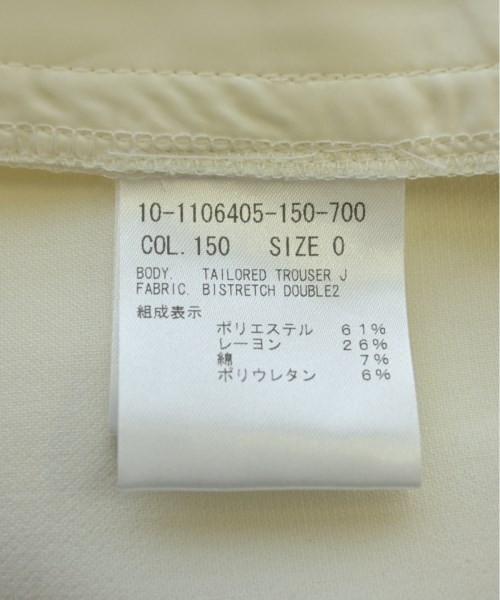 10-1106405-150-700
COL. 150 SIZE 0
BODY. TAILORED TROUSER J
FABRIC. BISTRETCH DOUBLE2
組成表示
ポリエステル 61%
レーヨン 26%
綿 7%
ポリウレタン 6%